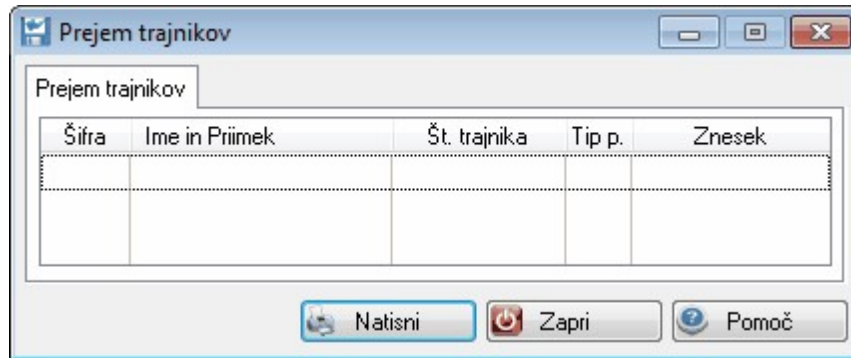 Prejem trajnikov
Prejem trajnikov
Šifra Ime in Priimek Št. trajnika Tip p. Znesek
Natisni Zapri Pomoč